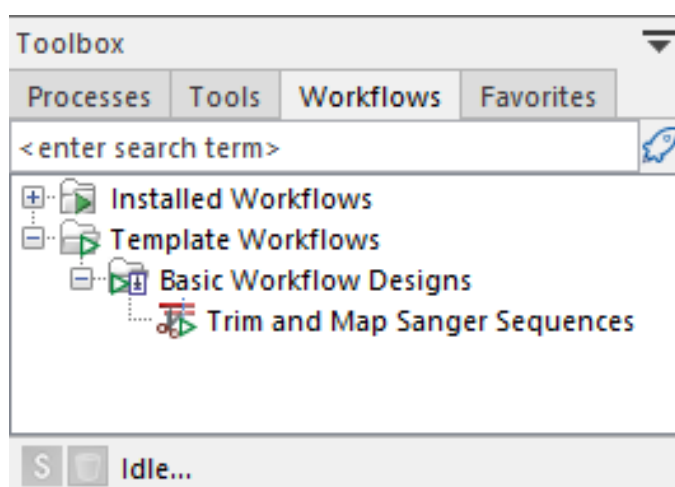 Toolbox
Processes Tools Workflows Favorites
<enter search term>
Installed Workflows
Template Workflows
Basic Workflow Designs
Trim and Map Sanger Sequences
S Idle...